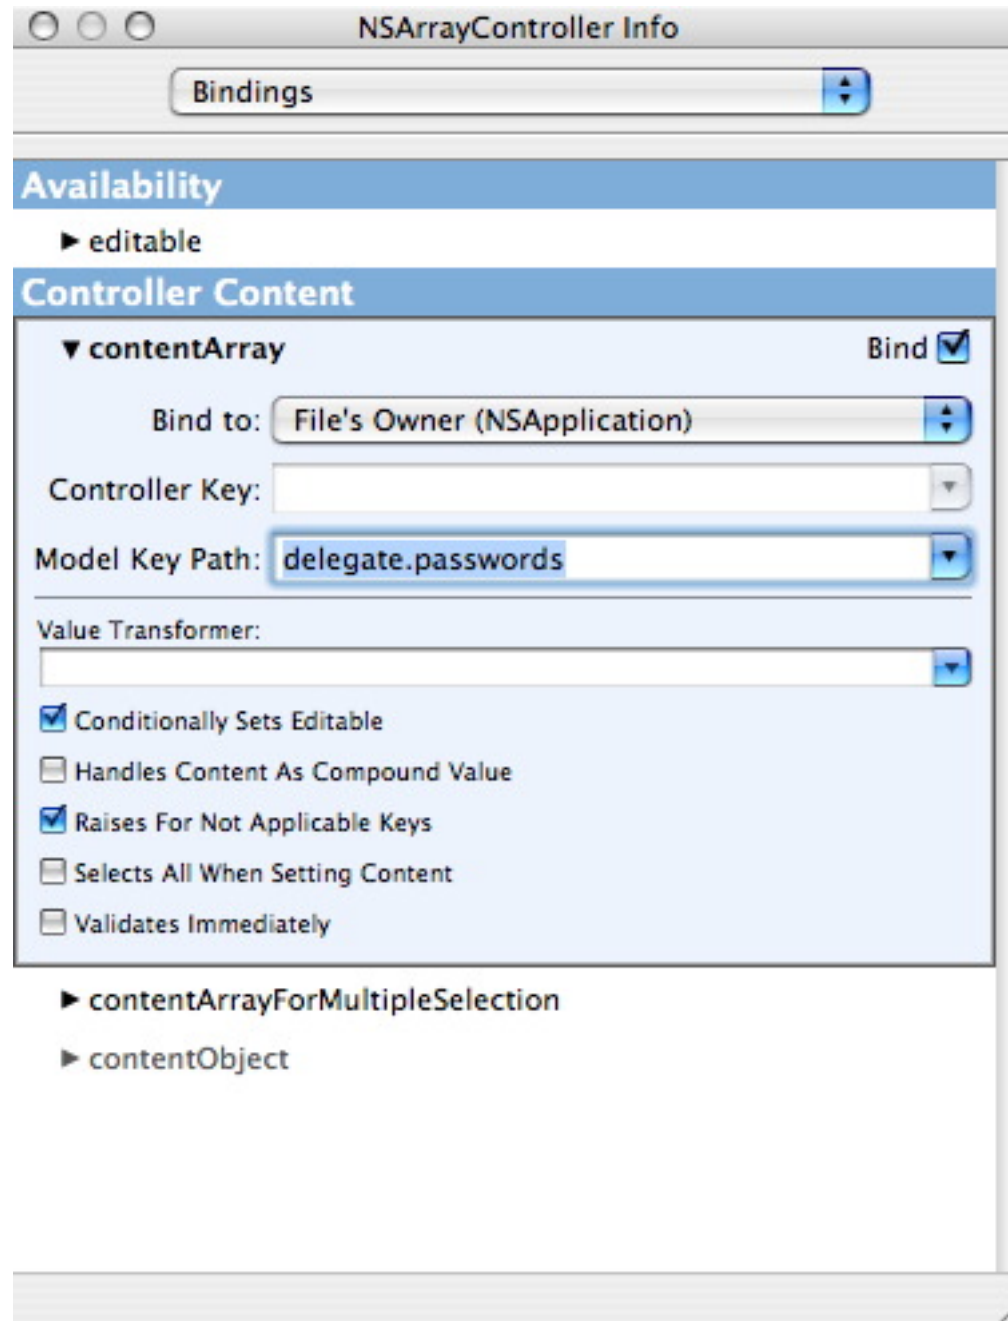 NSArrayController Info
Bindings
Availability
editable
Controller Content
contentArray Bind
Bind to: File's Owner (NSApplication)
Controller Key:
Model Key Path: delegate.passwords
Value Transformer:
Conditionally Sets Editable
Handles Content As Compound Value
Raises For Not Applicable Keys
Selects All When Setting Content
Validates Immediately
contentArrayForMultipleSelection
contentObject